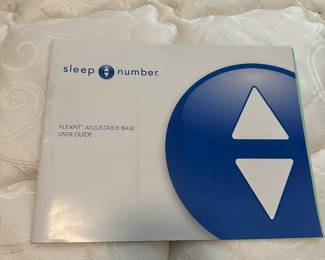 sleep number.
FLEXFIT™ ADJUSTABLE BASE
USER GUIDE